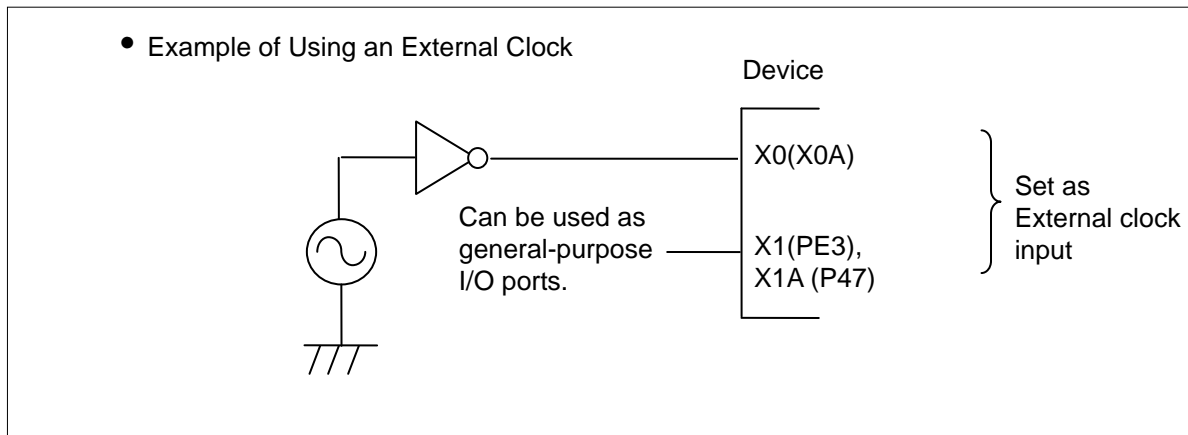 ● Example of Using an External Clock
Device
X0(X0A)
Can be used as
general-purpose
I/O ports.
X1(PE3),
X1A (P47)
Set as
External clock
input